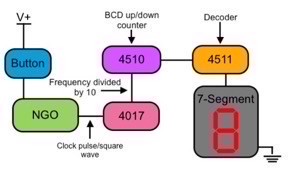 V+
BCD up/down
counter
Decoder
Button
4510
4511
Frequency divided
by 10
7-Segment
8
NGO
4017
Clock pulse/square
wave